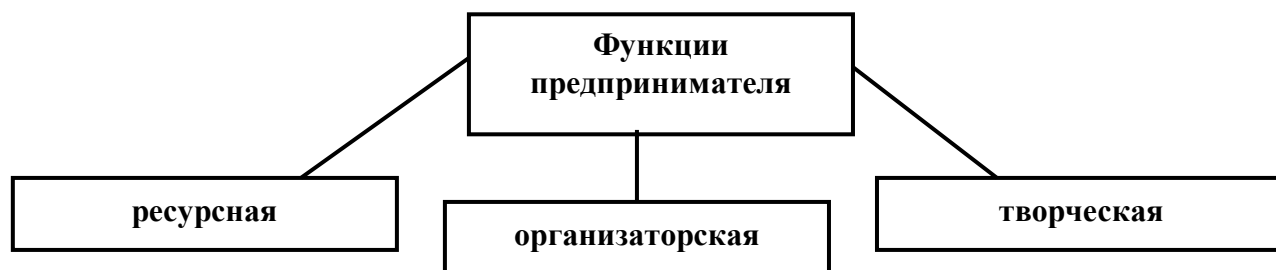 Функции
предпринимателя
ресурсная
организаторская
творческая